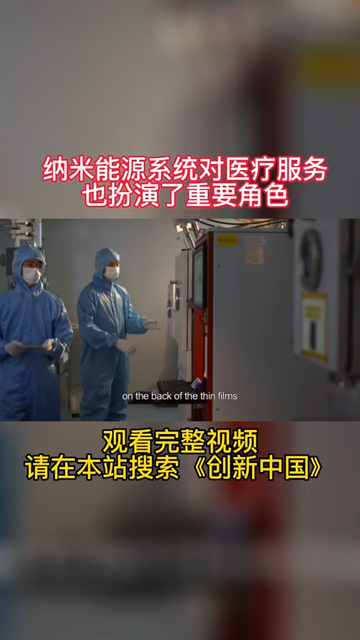 纳米能源系统对医疗服务
也扮演了重要角色
on the back of the thin films
观看完整视频
请在本站搜索《创新中国》